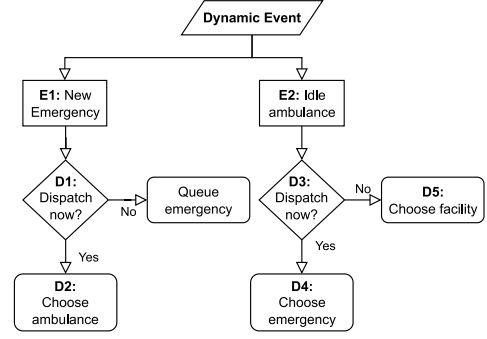 Dynamic Event
E1: New
Emergency
E2: Idle
ambulance
D1:
Dispatch
now?
No
Queue
emergency
D3:
Dispatch
now?
No
D5:
Choose facility
Yes
Yes
D2:
Choose
ambulance
D4:
Choose
emergency